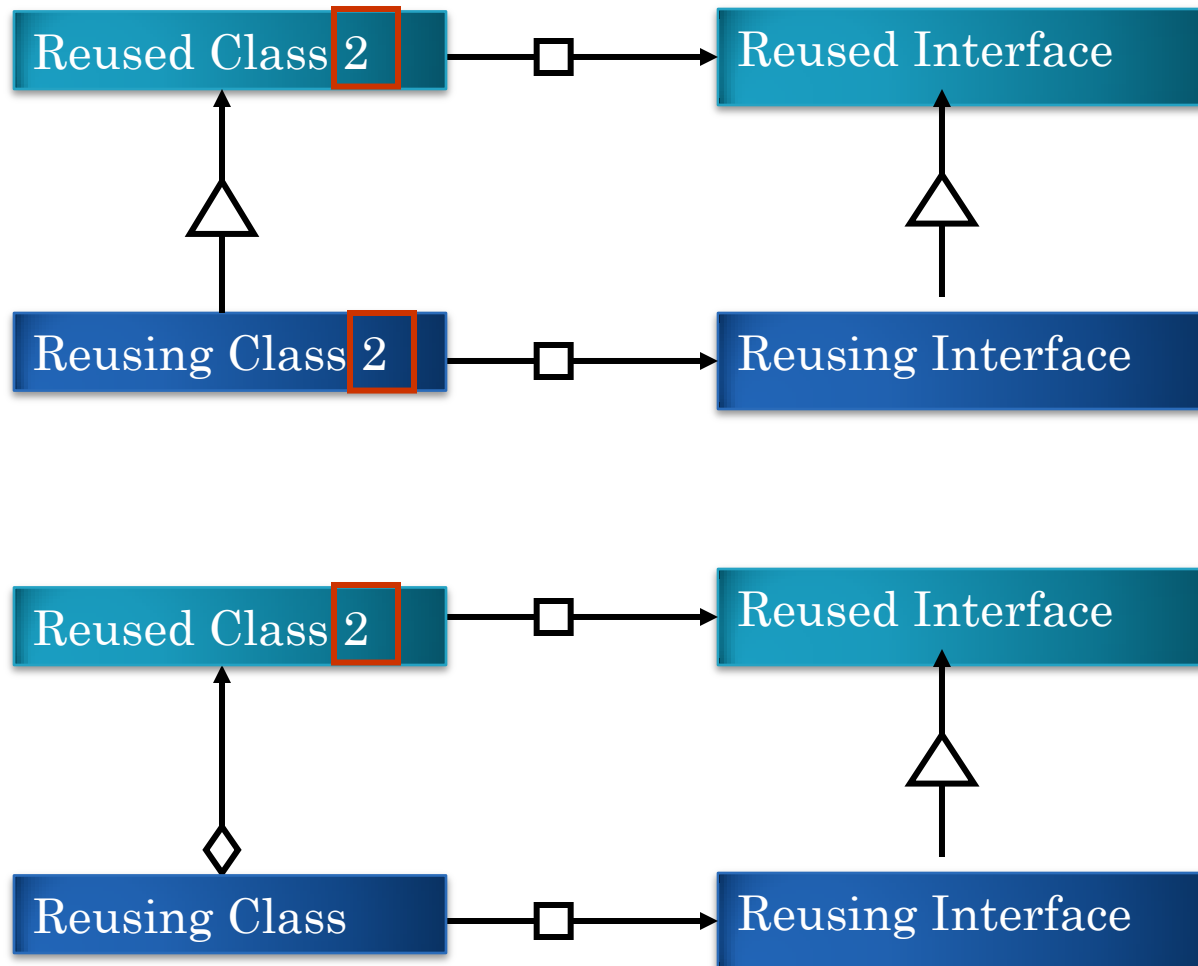 Reused Class 2
Reused Interface
Reusing Class 2
Reusing Interface
Reused Class 2
Reused Interface
Reusing Class
Reusing Interface